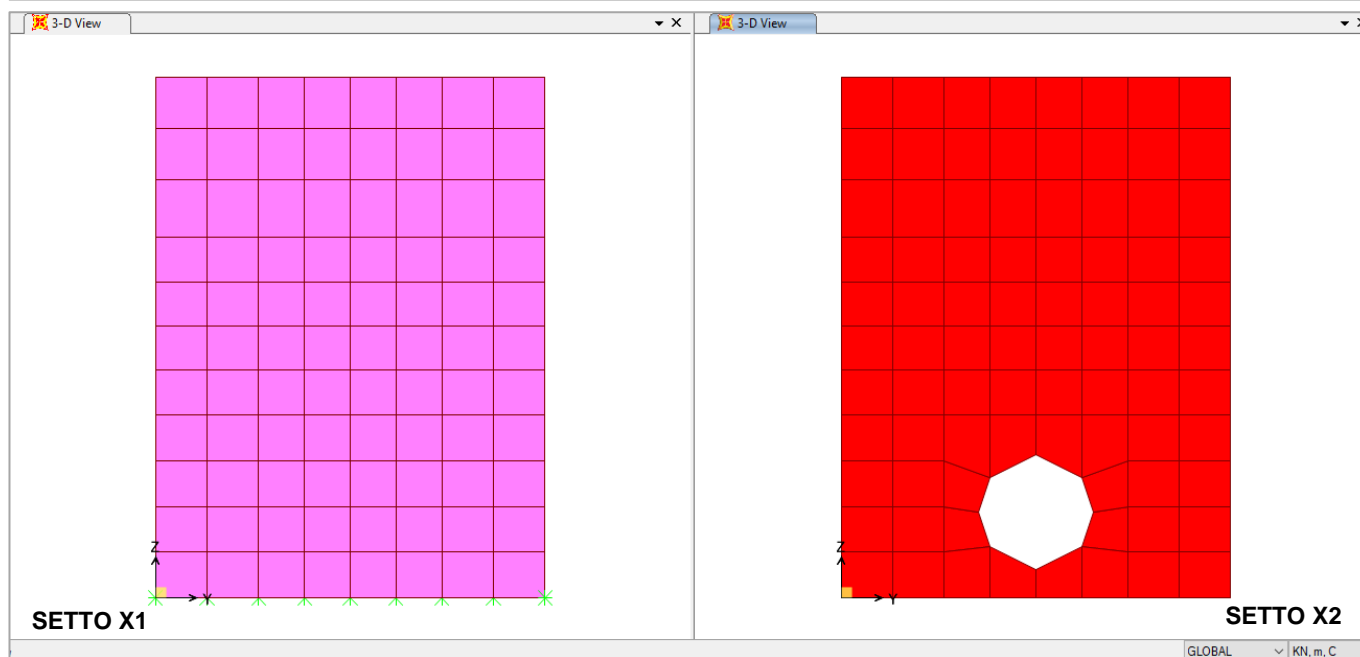 3-D View
3-D View
Z
Y
SETTO X1
Z
Y
SETTO X2
GLOBAL
KN, m, C